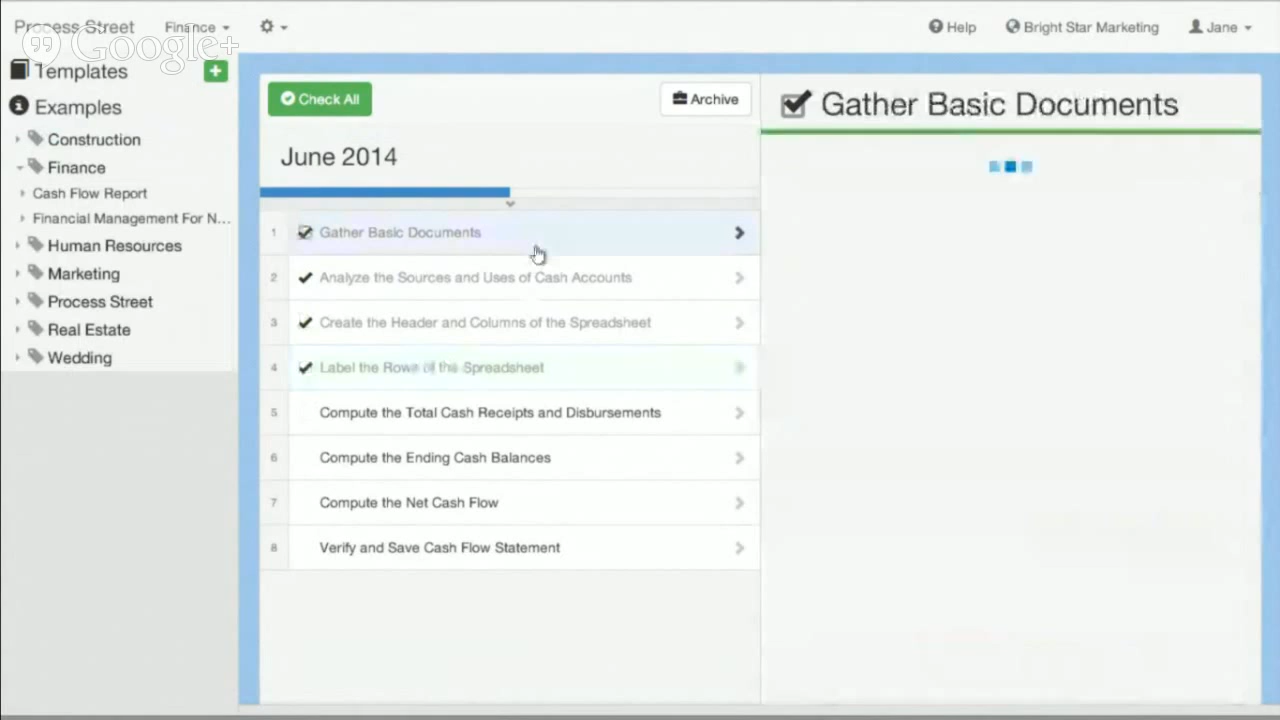 Process Street
Finance
Help
Bright Star Marketing
Jane
Google+
Templates
Examples
Construction
Finance
Cash Flow Report
Financial Management For N...
Human Resources
Marketing
Process Street
Real Estate
Wedding
Check All
Archive
June 2014
1 Gather Basic Documents
2 Analyze the Sources and Uses of Cash Accounts
3 Create the Header and Columns of the Spreadsheet
4 Label the Rows of the Spreadsheet
5 Compute the Total Cash Receipts and Disbursements
6 Compute the Ending Cash Balances
7 Compute the Net Cash Flow
8 Verify and Save Cash Flow Statement
Gather Basic Documents